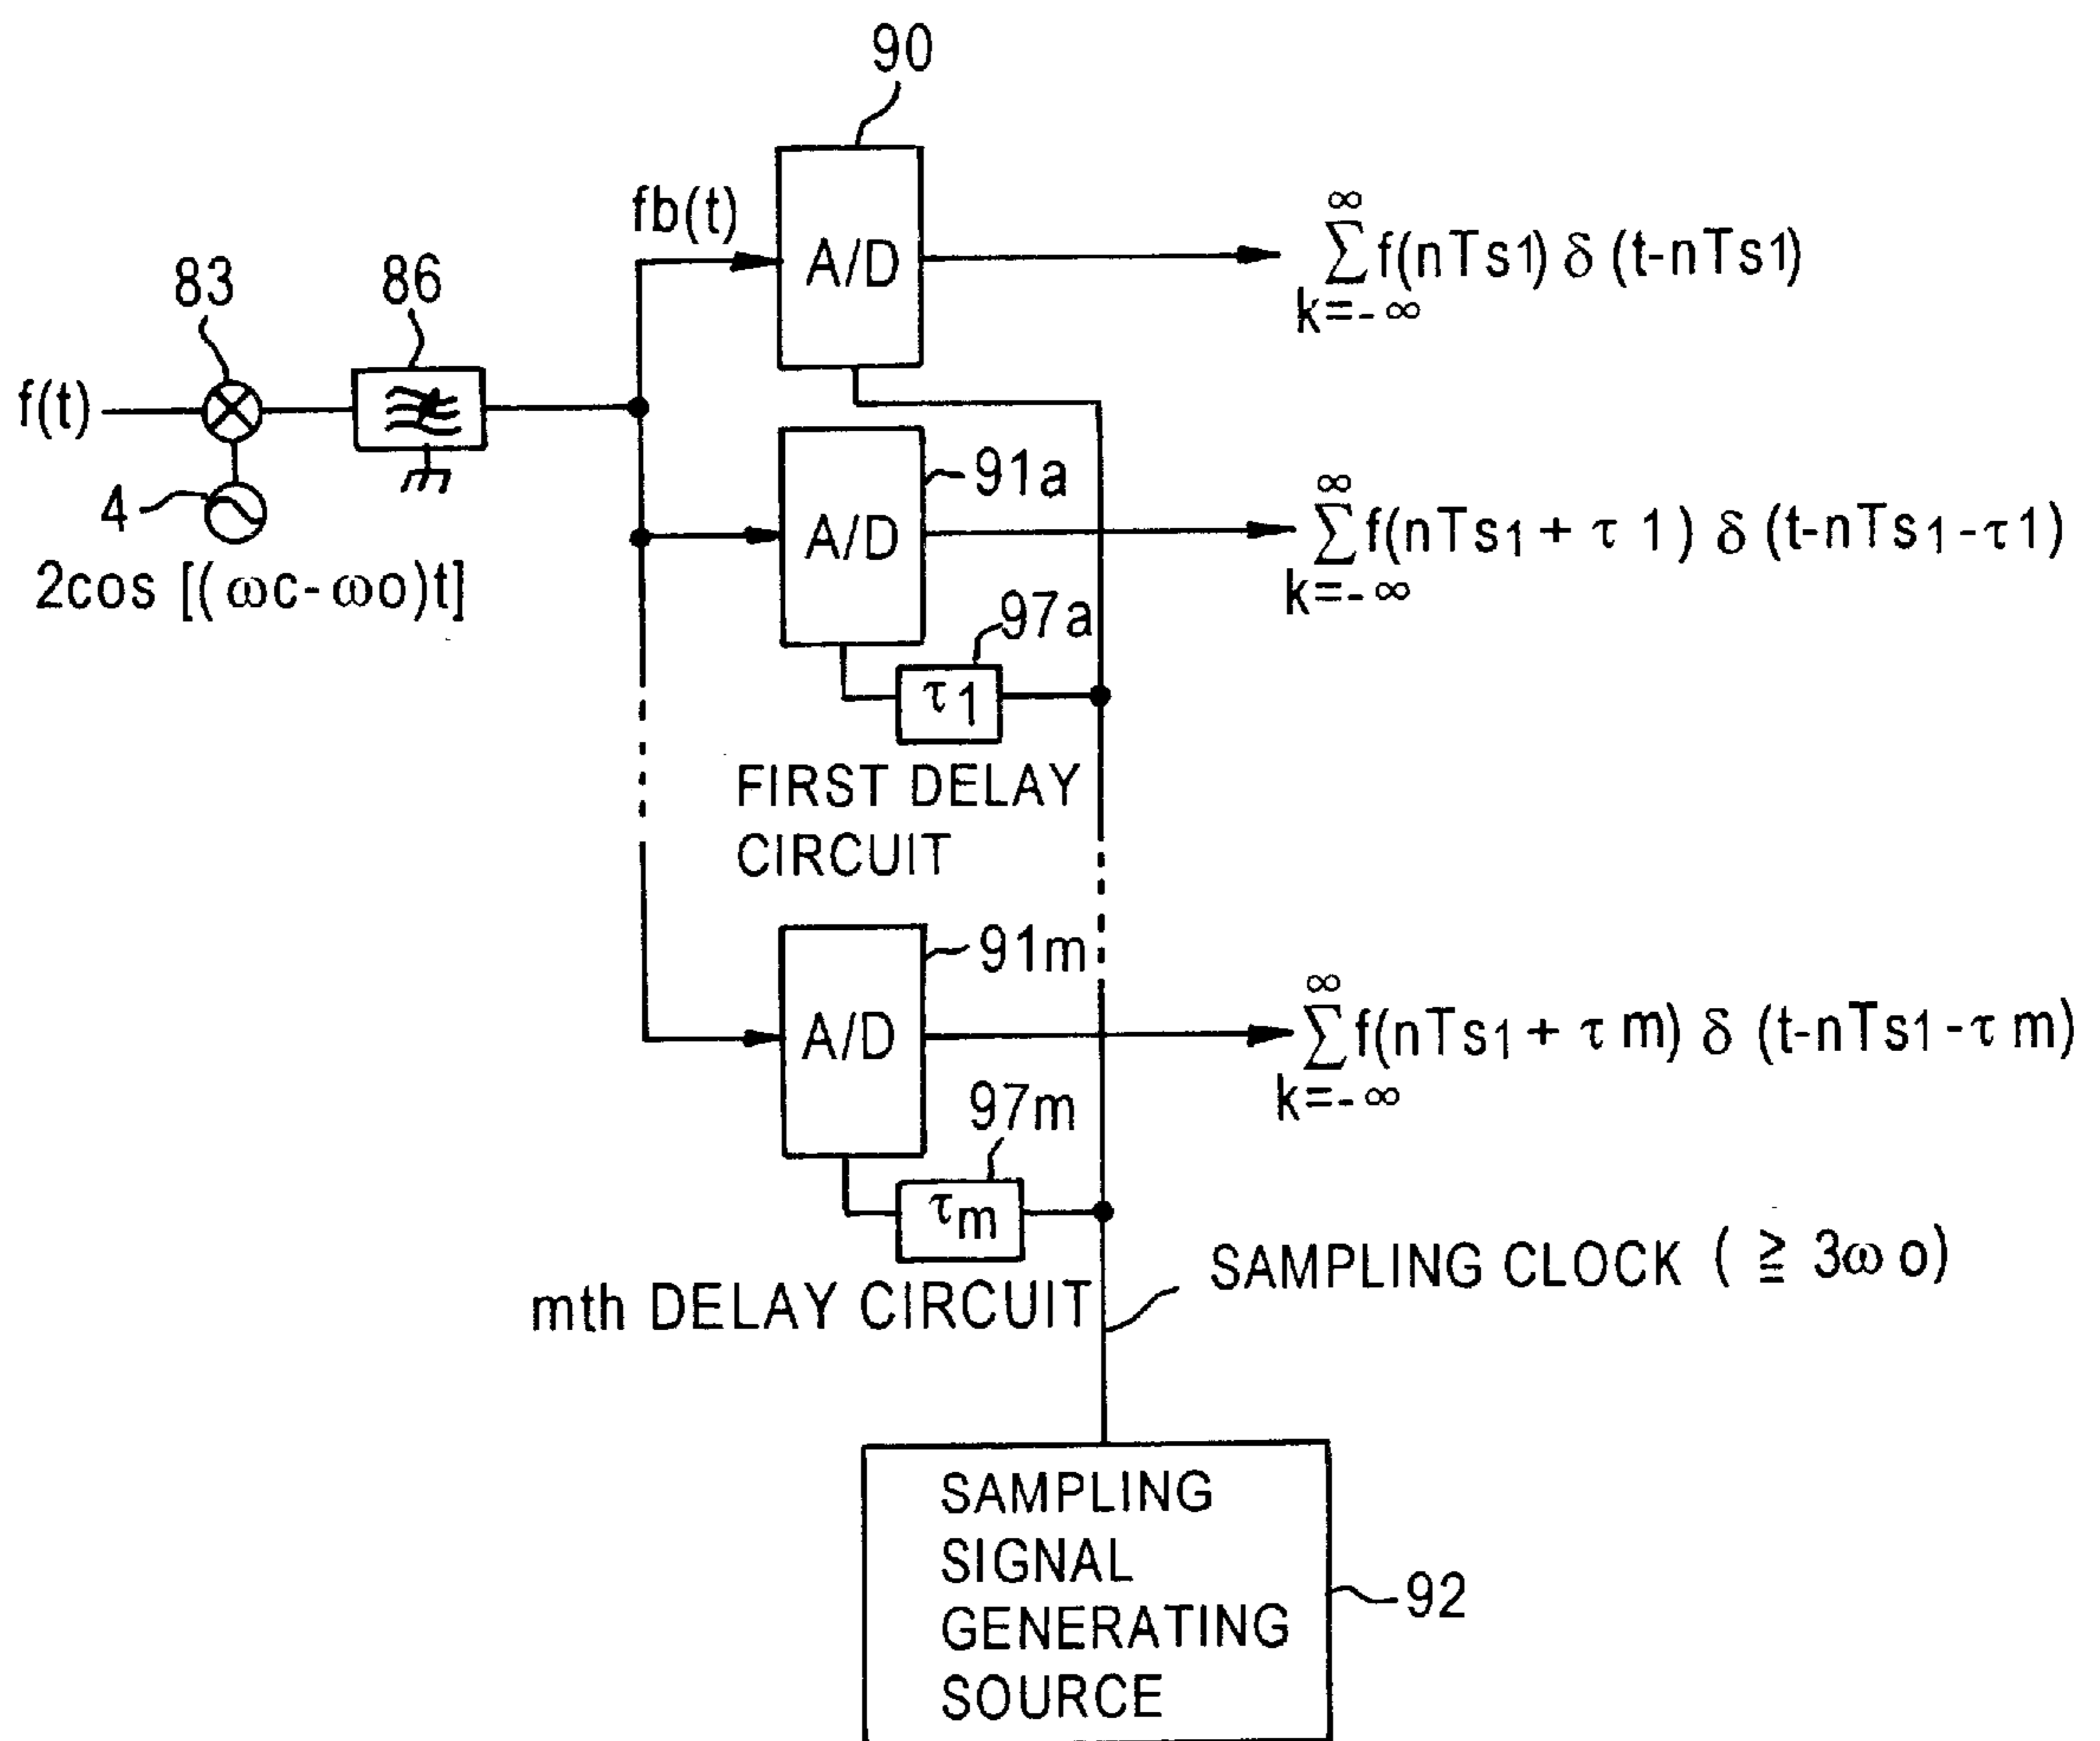 90
fb(t)
A/D
∞
Σ f(nTs1) δ (t-nTs1)
k=-∞
83
86
f(t)
4
2cos [(ωc-ωo)t]
91a
A/D
∞
Σ f(nTs1 + τ 1) δ (t-nTs1-τ1)
k=-∞
97a
τ1
FIRST DELAY
CIRCUIT
91m
A/D
∞
Σ f(nTs1 + τ m) δ (t-nTs1-τ m)
k=-∞
97m
τm
mth DELAY CIRCUIT
SAMPLING CLOCK ( ≧ 3ω o)
SAMPLING
SIGNAL
GENERATING
SOURCE
92